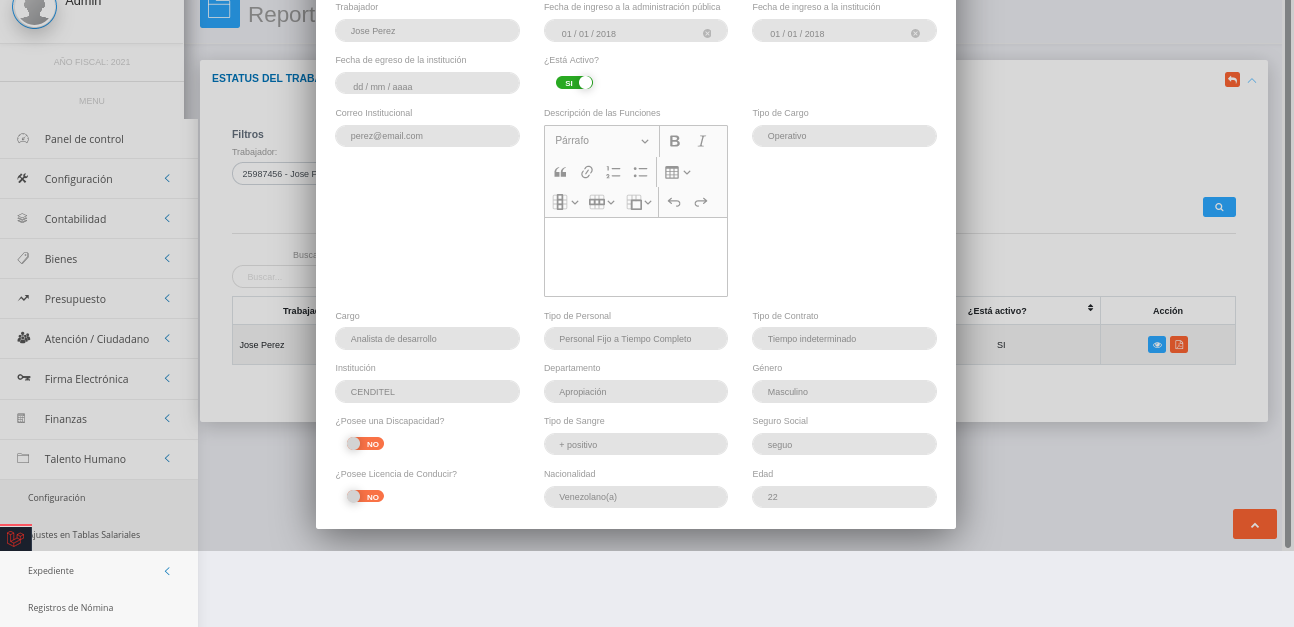 Admin
AÑO FISCAL: 2021
MENU
Panel de control
Configuración
Contabilidad
Bienes
Presupuesto
Atención / Ciudadano
Firma Electrónica
Finanzas
Talento Humano
Configuración
Ajustes en Tablas Salariales
Expediente
Registros de Nómina
Report
ESTATUS DEL TRABA
Filtros
Trabajador:
25987456 - Jose P
Busca
Buscar...
Trabajad
Jose Perez
¿Está activo?
Acción
SI
Trabajador
Jose Perez
Fecha de ingreso a la administración pública
01 / 01 / 2018
Fecha de ingreso a la institución
01 / 01 / 2018
Fecha de egreso de la institución
dd / mm / aaaa
¿Está Activo?
SI
Correo Institucional
perez@email.com
Descripción de las Funciones
Párrafo
B I
Tipo de Cargo
Operativo
Cargo
Analista de desarrollo
Tipo de Personal
Personal Fijo a Tiempo Completo
Tipo de Contrato
Tiempo indeterminado
Institución
CENDITEL
Departamento
Apropiación
Género
Masculino
¿Posee una Discapacidad?
NO
Tipo de Sangre
+ positivo
Seguro Social
seguo
¿Posee Licencia de Conducir?
NO
Nacionalidad
Venezolano(a)
Edad
22